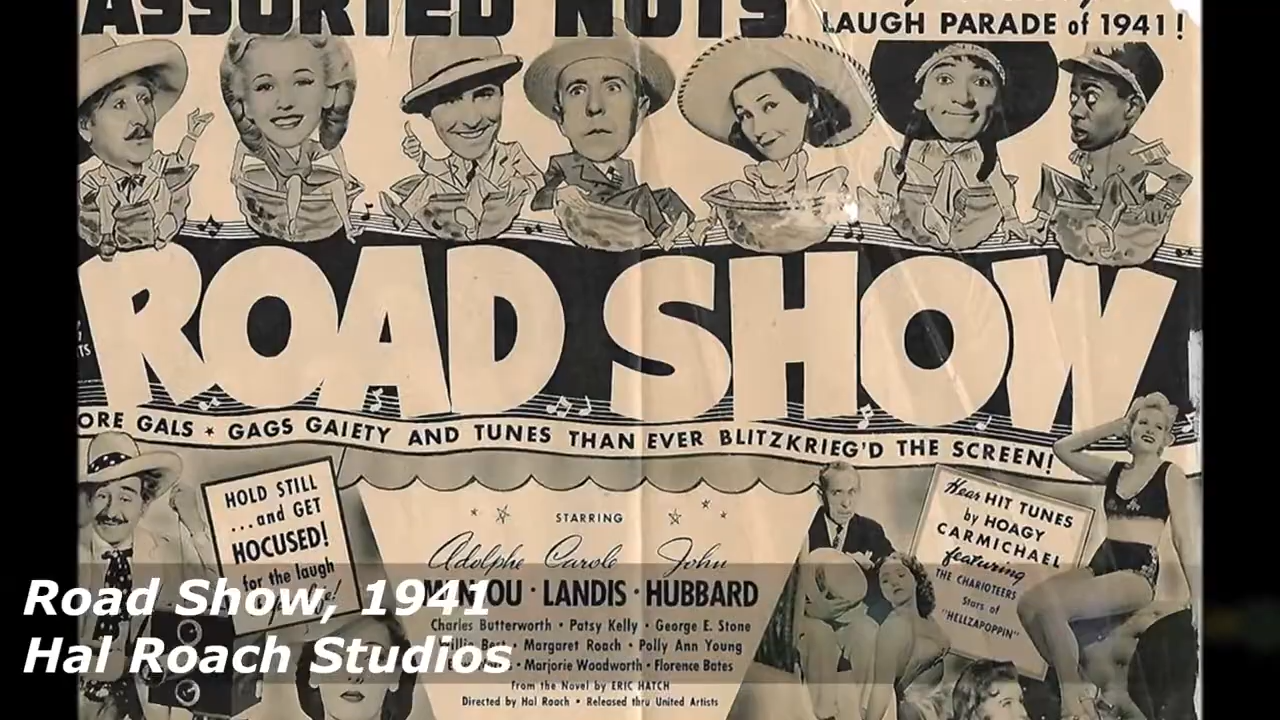 ASSORTED NUTS
LAUGH PARADE of 1941!
ROAD SHOW
ORE GALS ★ GAGS GAIETY AND TUNES THAN EVER BLITZKRIEG'D THE SCREEN!
HOLD STILL
...and GET
HOCUSED!
for the laugh
STARRING
Adolphe Carole John
OU · LANDIS · HUBBARD
Charles Butterworth • Patsy Kelly • George E. Stone
• Margaret Roach • Polly Ann Young
• Marjorie Woodworth • Florence Bates
From the Novel by ERIC HATCH
Directed by Hal Roach • Released thru United Artists
Hear HIT TUNES
by HOAGY
CARMICHAEL
featuring
THE CHARIOTEERS
Stars of
"HELLZAPOPPIN"
Road Show, 1941
Hal Roach Studios